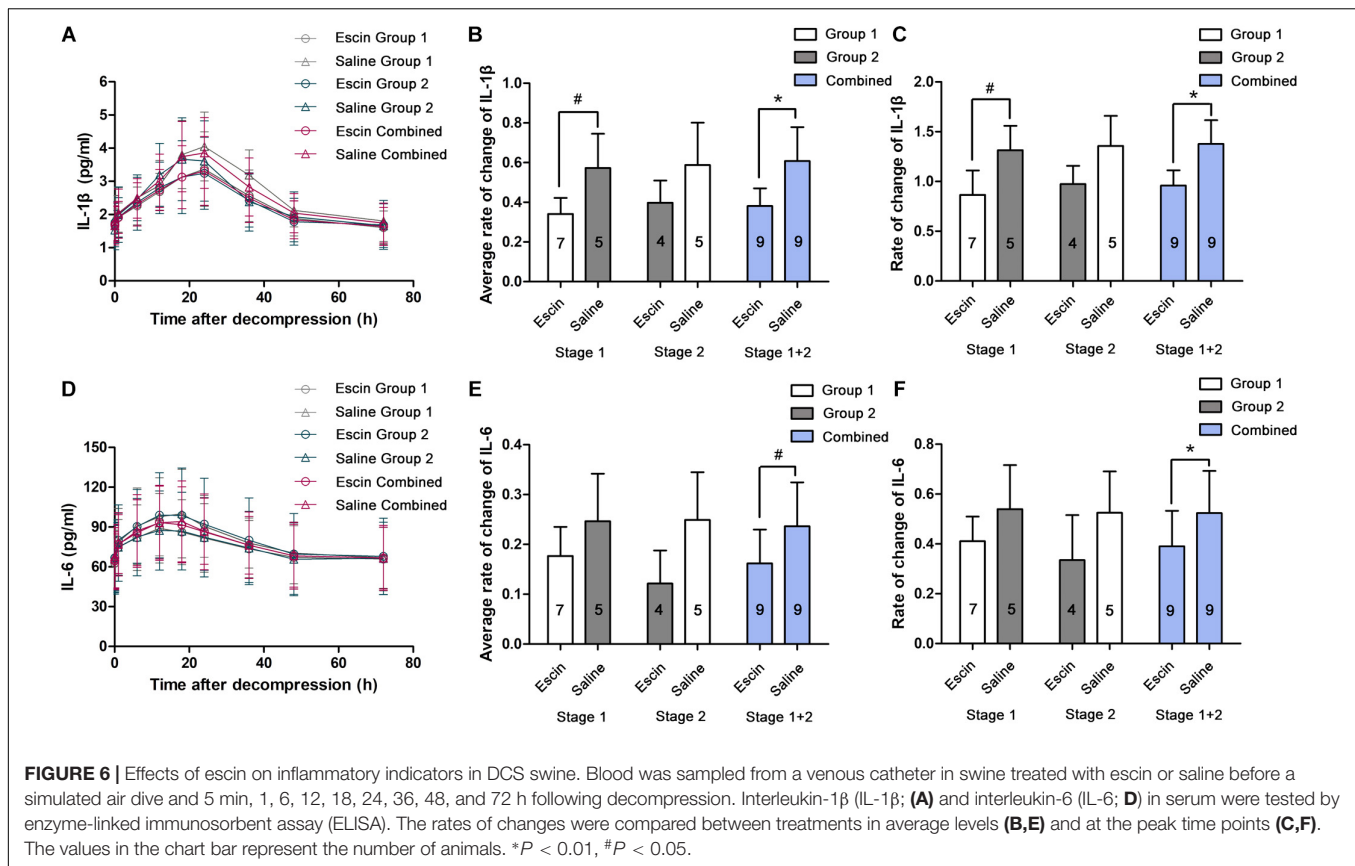 A
Escin Group 1
Saline Group 1
Escin Group 2
Saline Group 2
Escin Combined
Saline Combined
IL-1β (pg/ml)
6
5
4
3
2
1
0
0
20
40
60
80
Time after decompression (h)
B
Group 1
Group 2
Combined
Average rate of change of IL-1β
1.0
0.8
0.6
0.4
0.2
0.0
#
*
7
5
4
5
9
9
Escin
Saline
Escin
Saline
Escin
Saline
Stage 1
Stage 2
Stage 1+2
C
Group 1
Group 2
Combined
Rate of change of IL-1β
2.0
1.5
1.0
0.5
0.0
#
*
7
5
4
5
9
9
Escin
Saline
Escin
Saline
Escin
Saline
Stage 1
Stage 2
Stage 1+2
D
Escin Group 1
Saline Group 1
Escin Group 2
Saline Group 2
Escin Combined
Saline Combined
IL-6 (pg/ml)
150
120
90
60
30
0
0
20
40
60
80
Time after decompression (h)
E
Group 1
Group 2
Combined
Average rate of change of IL-6
0.4
0.3
0.2
0.1
0.0
#
7
5
4
5
9
9
Escin
Saline
Escin
Saline
Escin
Saline
Stage 1
Stage 2
Stage 1+2
F
Group 1
Group 2
Combined
Rate of change of IL-6
0.8
0.6
0.4
0.2
0.0
*
7
5
4
5
9
9
Escin
Saline
Escin
Saline
Escin
Saline
Stage 1
Stage 2
Stage 1+2
FIGURE 6 | Effects of escin on inflammatory indicators in DCS swine. Blood was sampled from a venous catheter in swine treated with escin or saline before a
simulated air dive and 5 min, 1, 6, 12, 18, 24, 36, 48, and 72 h following decompression. Interleukin-1β (IL-1β; (A) and interleukin-6 (IL-6; D) in serum were tested by
enzyme-linked immunosorbent assay (ELISA). The rates of changes were compared between treatments in average levels (B,E) and at the peak time points (C,F).
The values in the chart bar represent the number of animals. *P < 0.01, #P < 0.05.